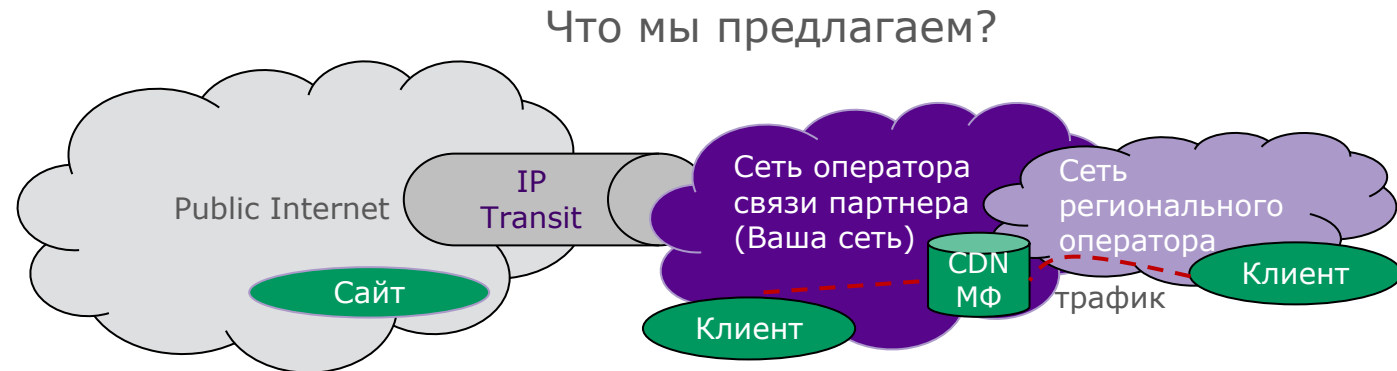 Что мы предлагаем?
Public Internet
IP
Transit
Сайт
Сеть оператора
связи партнера
(Ваша сеть)
Клиент
CDN
МФ
Сеть
регионального
оператора
трафик
Клиент